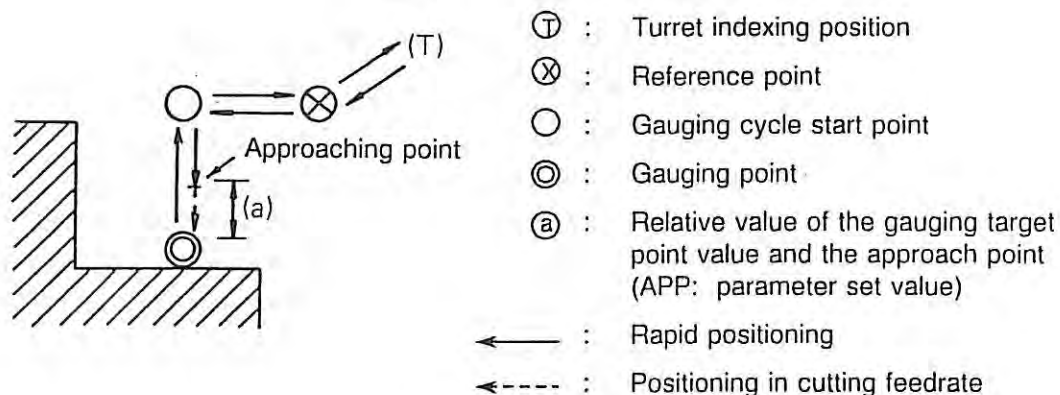 (T)
Approaching point
(a)
Ⓣ : Turret indexing position
⊗ : Reference point
○ : Gauging cycle start point
◎ : Gauging point
ⓐ : Relative value of the gauging target
point value and the approach point
(APP: parameter set value)
: Rapid positioning
: Positioning in cutting feedrate